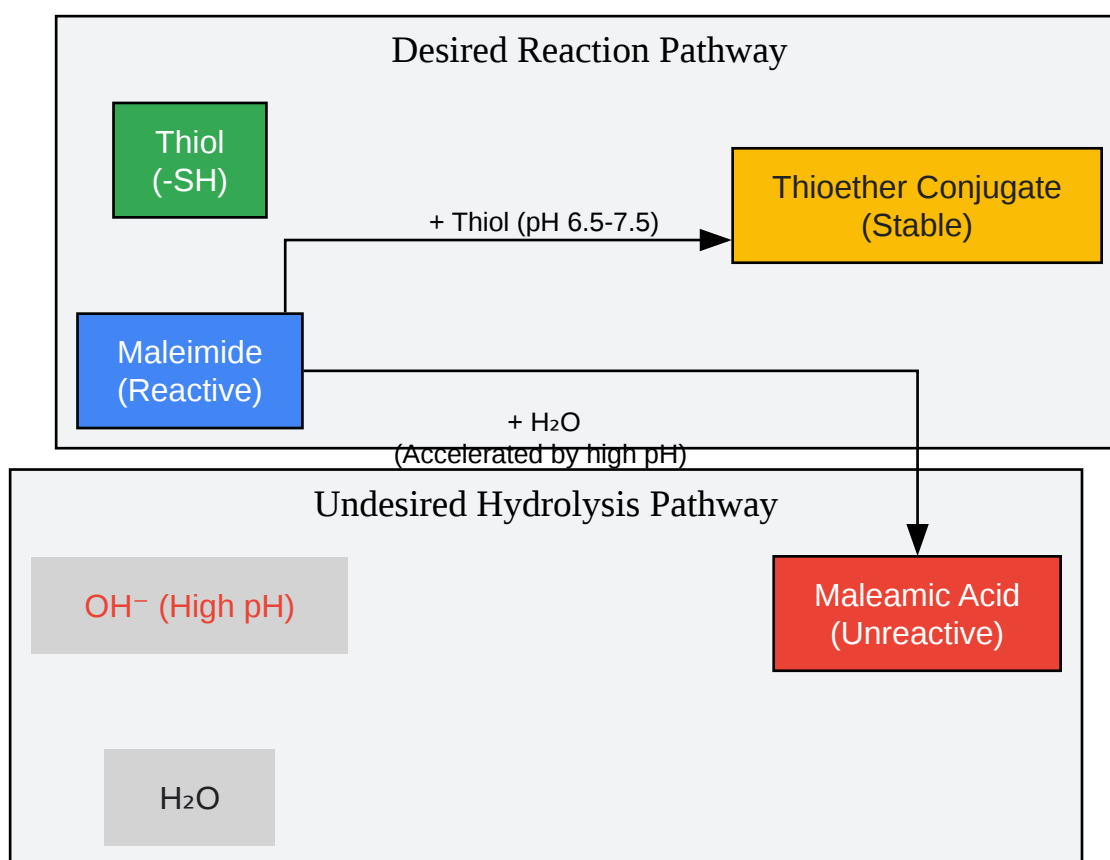 Desired Reaction Pathway
Thiol
(-SH)
Thioether Conjugate
(Stable)
+ Thiol (pH 6.5-7.5)
Maleimide
(Reactive)
+ H₂O
(Accelerated by high pH)
Undesired Hydrolysis Pathway
OH⁻ (High pH)
Maleamic Acid
(Unreactive)
H₂O